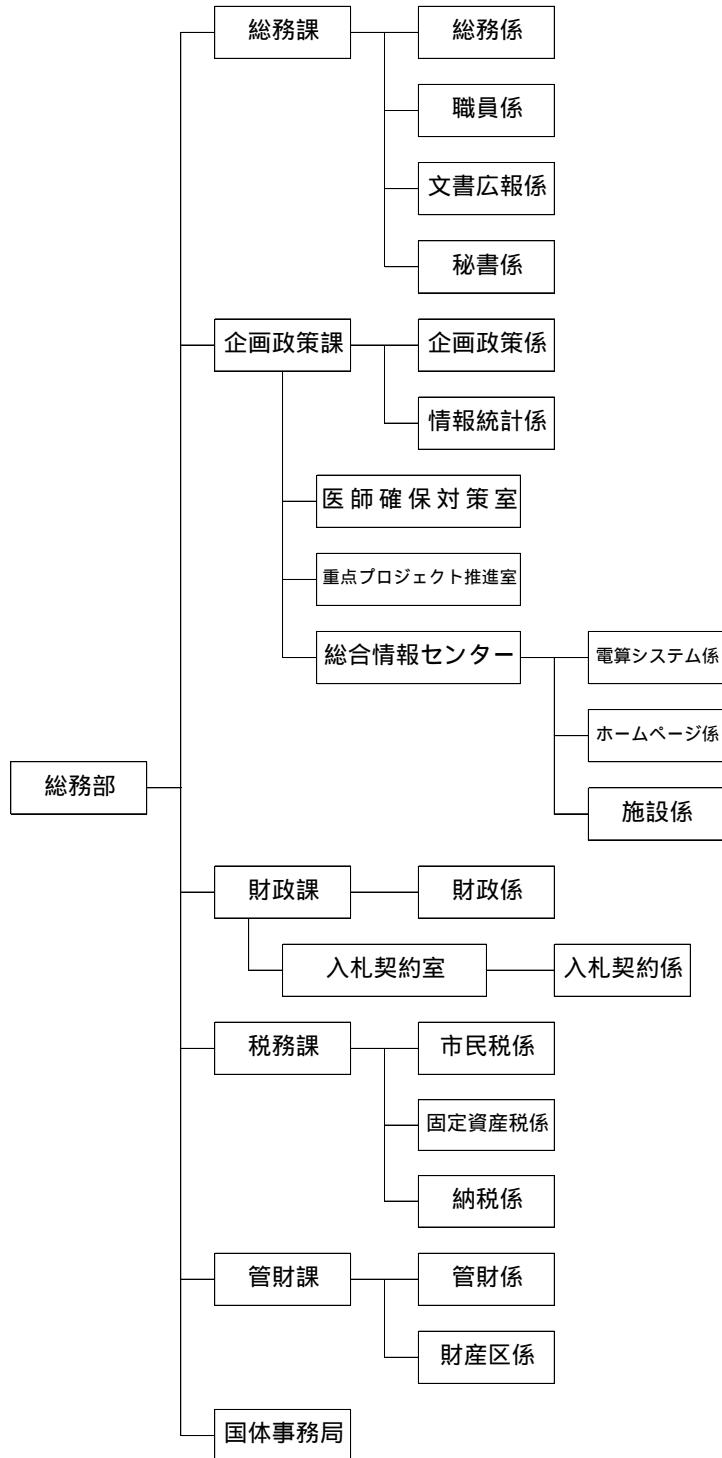 総務課
総務係
職員係
文書広報係
秘書係
企画政策課
企画政策係
情報統計係
医師確保対策室
重点プロジェクト推進室
総合情報センター
電算システム係
ホームページ係
総務部
施設係
財政課
財政係
入札契約室
入札契約係
税務課
市民税係
固定資産税係
納税係
管財課
管財係
財産区係
国体事務局